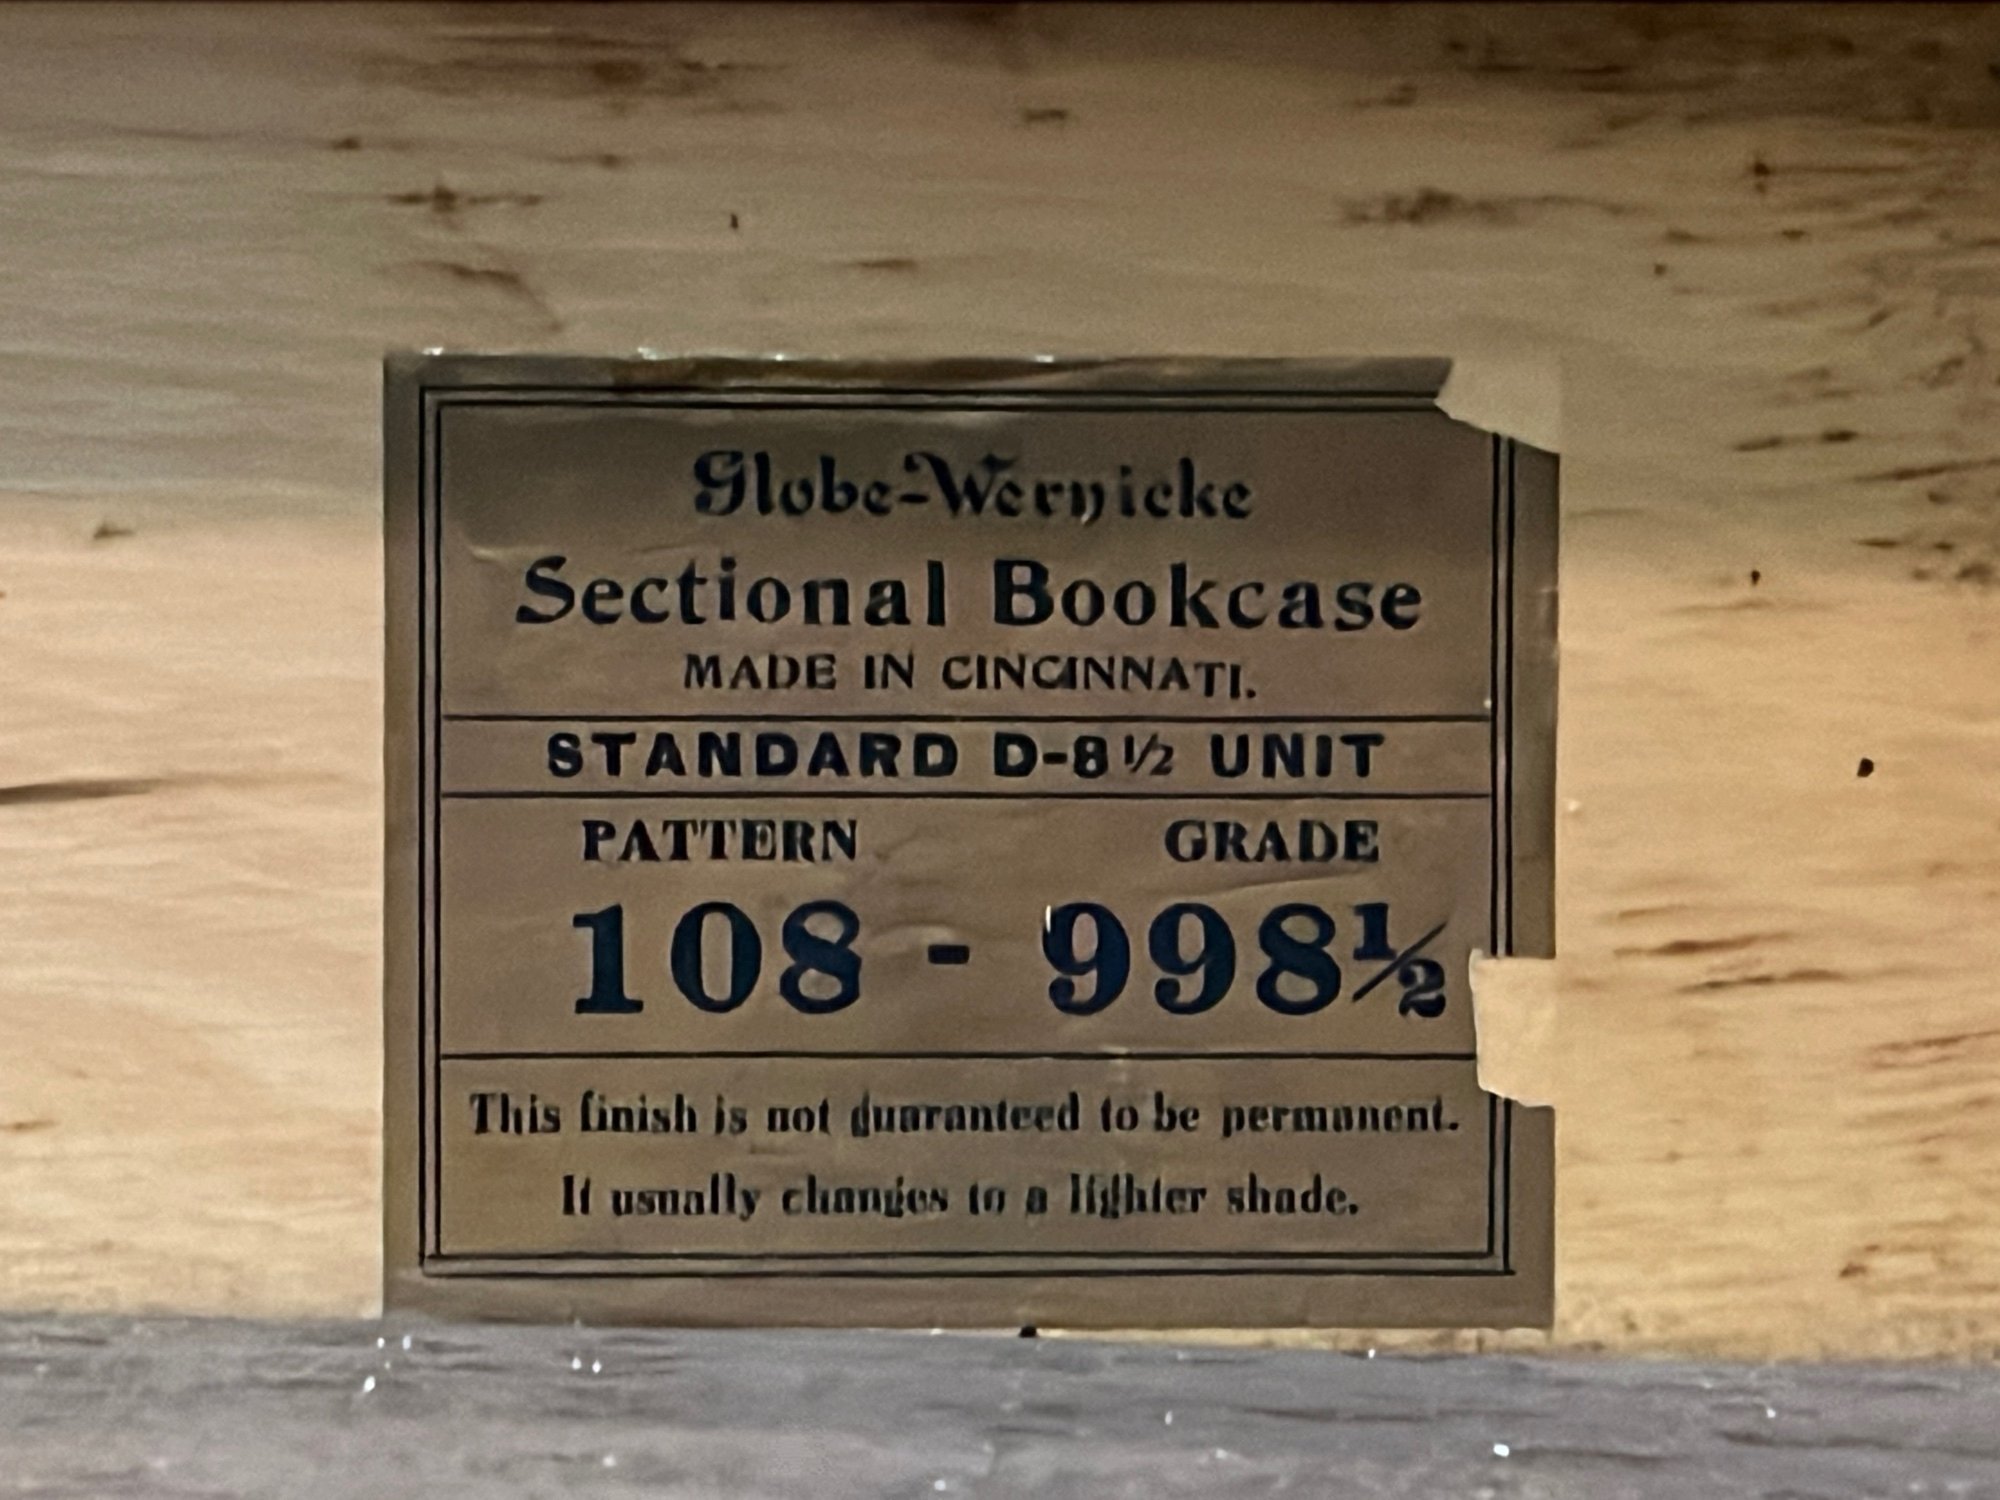 Globe-Wernicke
Sectional Bookcase
MADE IN CINCINNATI.
STANDARD D-8½ UNIT
PATTERN GRADE
108 - 998½
This finish is not guaranteed to be permanent.
It usually changes to a lighter shade.